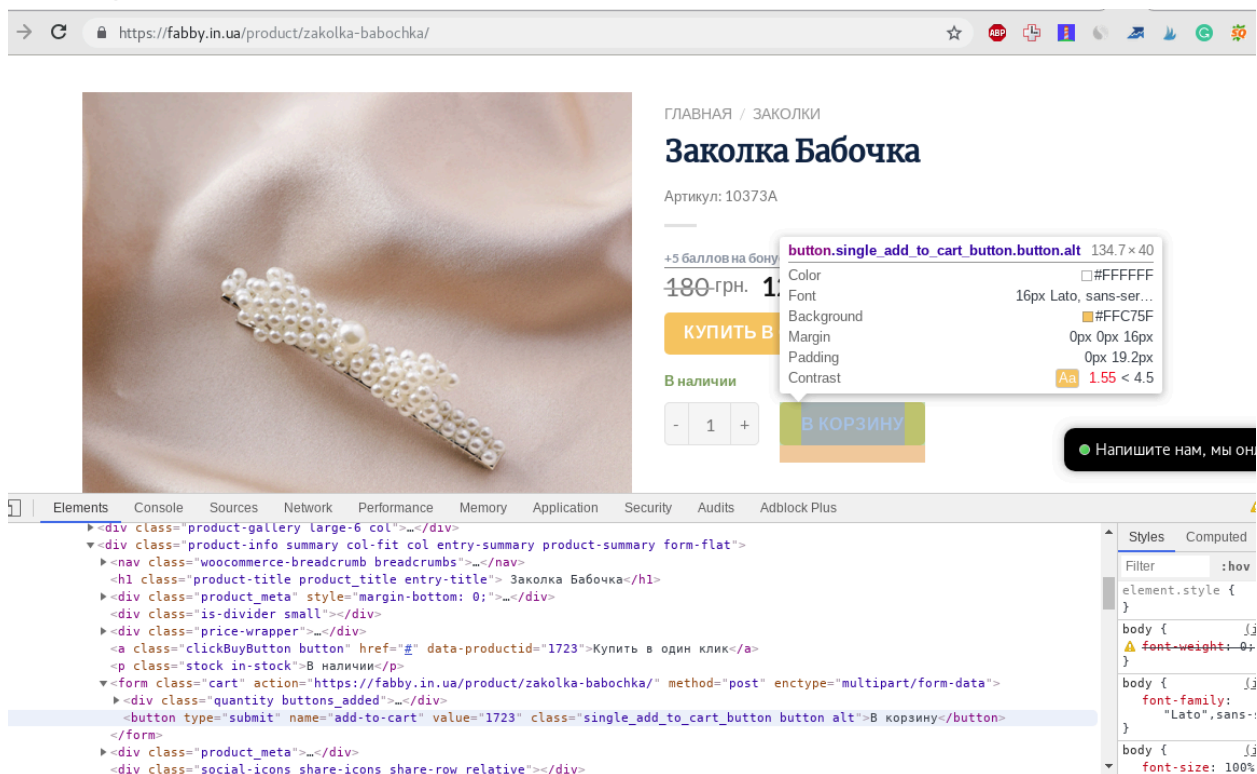 https://fabby.in.ua/product/zakolka-babochka/
ABP
ГЛАВНАЯ / ЗАКОЛКИ
Заколка Бабочка
Артикул: 10373A
+5 баллов на бону
180 грн. 1
КУПИТЬ В
В наличии
- 1 +
В КОРЗИНУ
button.single_add_to_cart_button.button.alt 134.7 × 40
Color #FFFFFF
Font 16px Lato, sans-ser…
Background #FFC75F
Margin 0px 0px 16px
Padding 0px 19.2px
Contrast Aa 1.55 < 4.5
Напишите нам, мы он
Elements Console Sources Network Performance Memory Application Security Audits Adblock Plus
▶<div class="product-gallery large-6 col">…</div>
▼<div class="product-info summary col-fit col entry-summary product-summary form-flat">
▶<nav class="woocommerce-breadcrumb breadcrumbs">…</nav>
<h1 class="product-title product_title entry-title"> Заколка Бабочка</h1>
▶<div class="product_meta" style="margin-bottom: 0;">…</div>
<div class="is-divider small"></div>
▶<div class="price-wrapper">…</div>
<a class="clickBuyButton button" href="#" data-productid="1723">Купить в один клик</a>
<p class="stock in-stock">В наличии</p>
▼<form class="cart" action="https://fabby.in.ua/product/zakolka-babochka/" method="post" enctype="multipart/form-data">
▶<div class="quantity buttons_added">…</div>
<button type="submit" name="add-to-cart" value="1723" class="single_add_to_cart_button button alt">В корзину</button>
</form>
▶<div class="product_meta">…</div>
<div class="social-icons share-icons share-row relative"></div>
Styles Computed
Filter :hov
element.style {
}
body {
font-weight: 0;
}
body {
font-family:
"Lato",sans-
}
body {
font-size: 100%